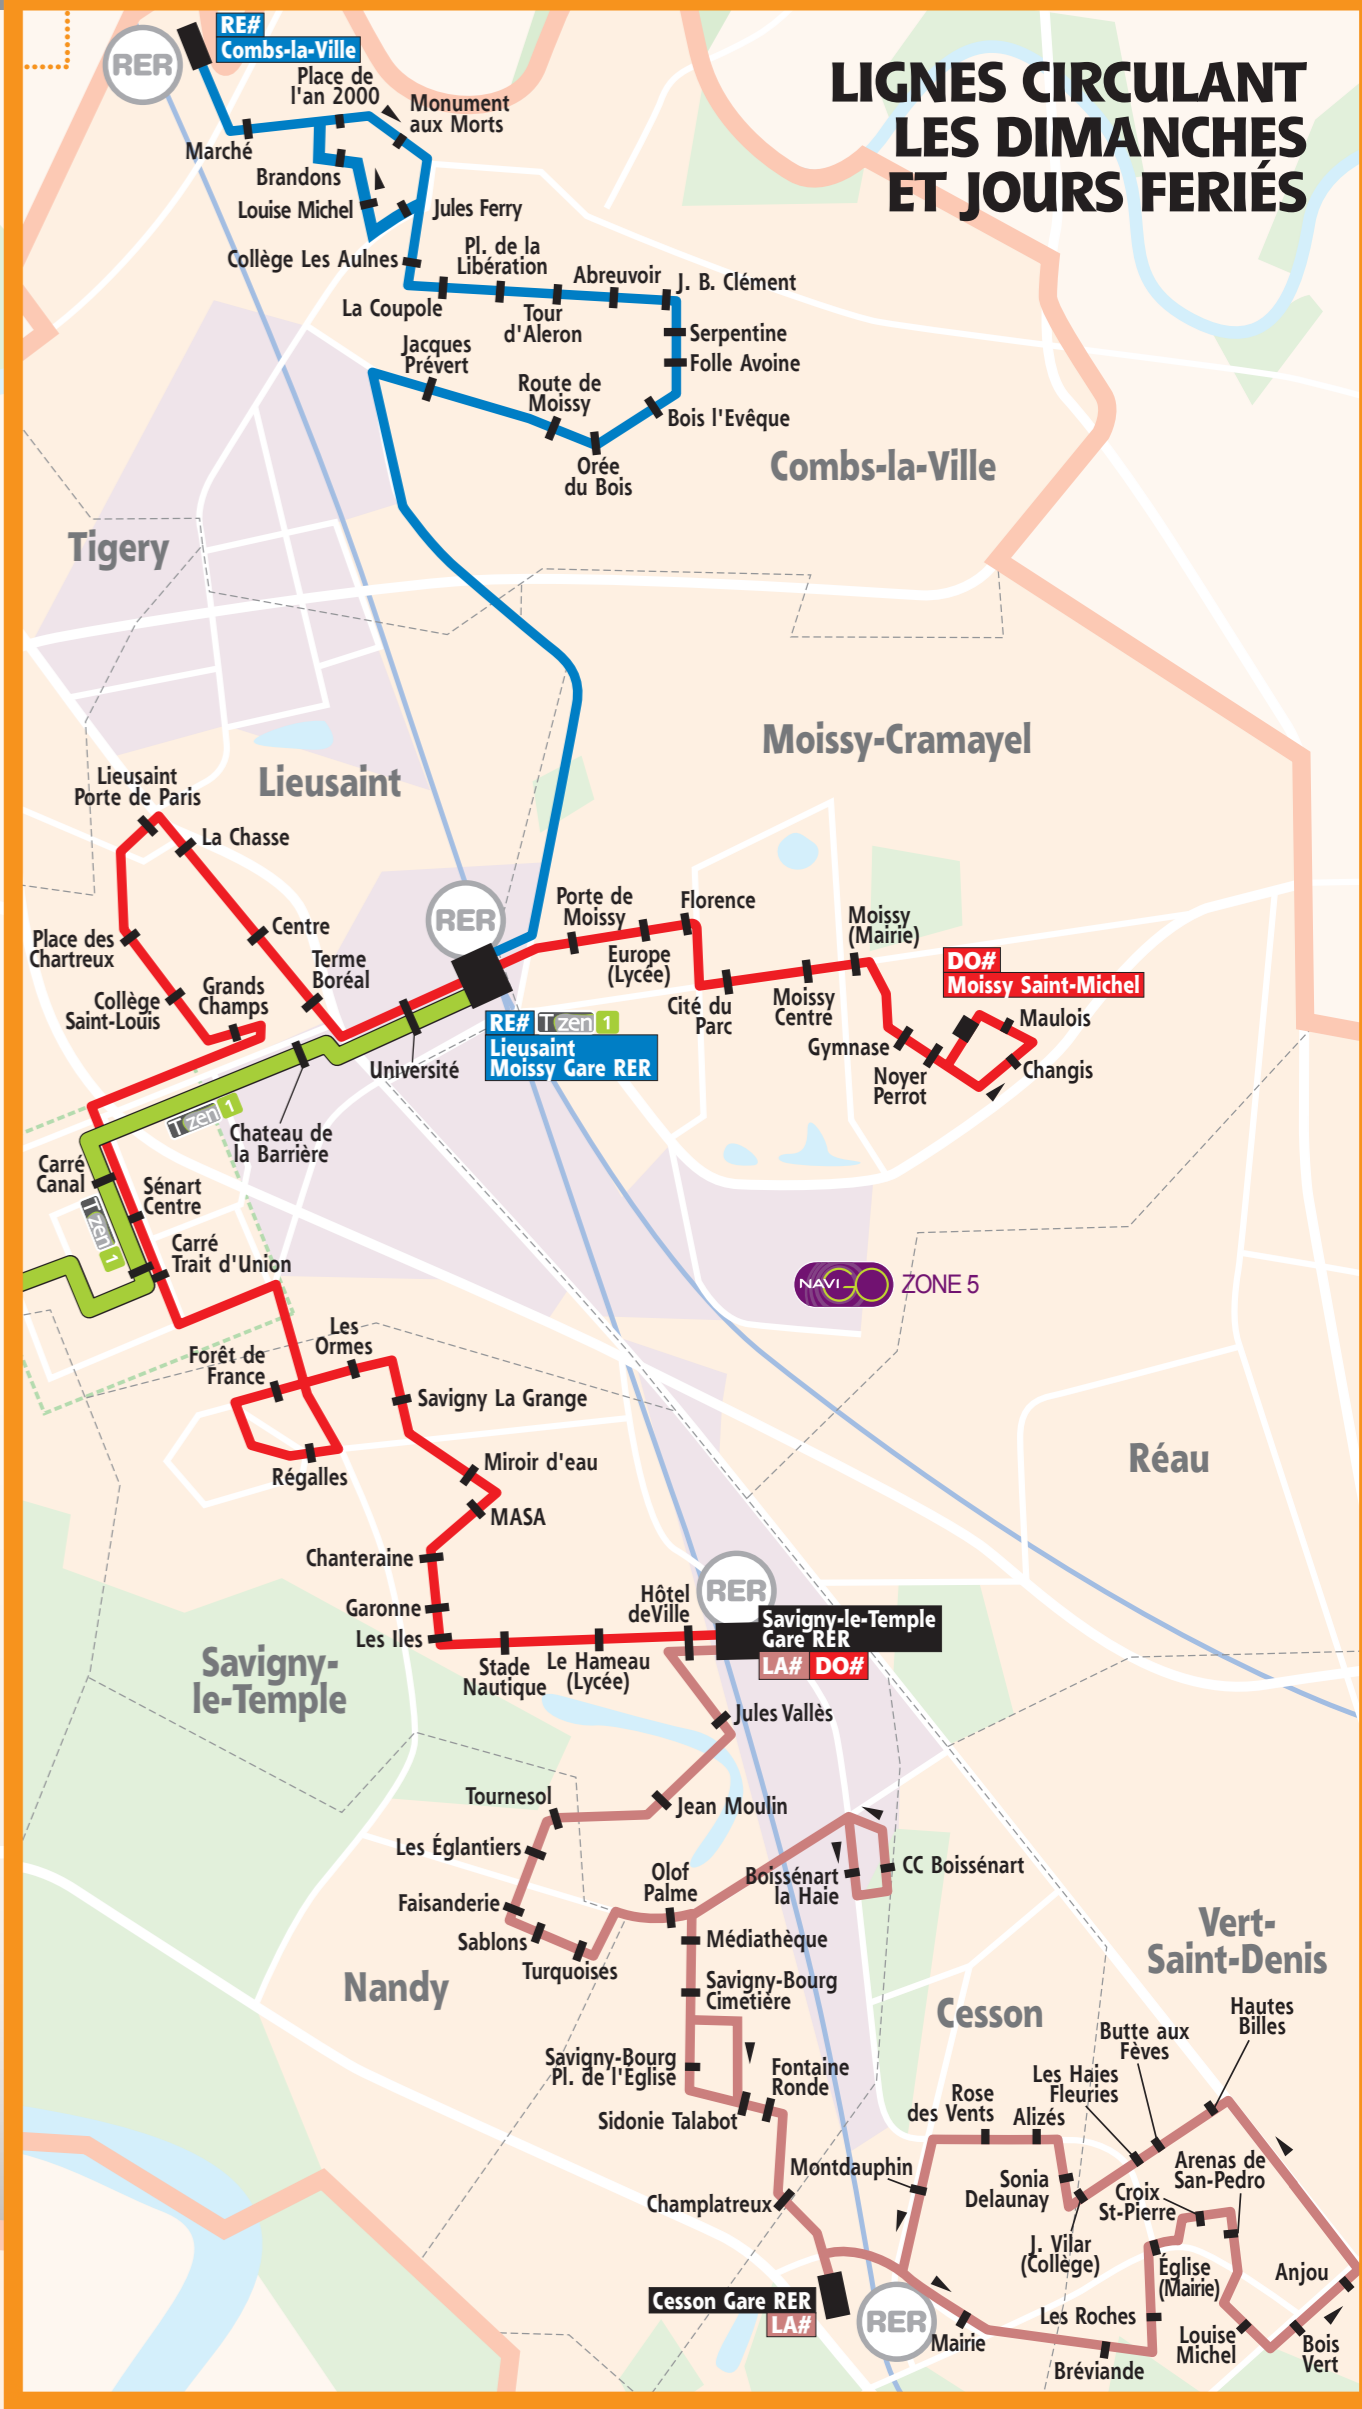 LIGNES CIRCULANT
LES DIMANCHES
ET JOURS FERIÉS
RER
RE#
Combs-la-Ville
Place de
l'an 2000
Monument
aux Morts
Marché
Brandons
Louise Michel
Jules Ferry
Collège Les Aulnes
Pl. de la
Libération
Abreuvoir
J. B. Clément
La Coupole
Tour
d'Aleron
Serpentine
Folle Avoine
Jacques
Prévert
Route de
Moissy
Bois l'Evêque
Orée
du Bois
Combs-la-Ville
Tigery
Moissy-Cramayel
Lieusaint
Lieusaint
Porte de Paris
La Chasse
Centre
Terme
Boréal
Place des
Chartreux
Collège
Saint-Louis
Grands
Champs
RER
Porte de
Moissy
Florence
Europe
(Lycée)
Moissy
(Mairie)
Cité du
Parc
Moissy
Centre
DO#
Moissy Saint-Michel
Maulois
Gymnase
Noyer
Perrot
Changis
RE# T zen 1
Lieusaint
Moissy Gare RER
Université
T zen 1
Chateau de
la Barrière
Carré
Canal
Sénart
Centre
T zen 1
Carré
Trait d'Union
NAVIGO ZONE 5
Les
Ormes
Forêt de
France
Savigny La Grange
Régalles
Miroir d'eau
MASA
Réau
Chanteraine
Garonne
Les Iles
Hôtel
deVille
RER
Savigny-le-Temple
Gare RER
LA# DO#
Stade
Nautique
Le Hameau
(Lycée)
Savigny-
le-Temple
Jules Vallès
Tournesol
Jean Moulin
Les Églantiers
Olof
Palme
Boissénart
la Haie
CC Boissénart
Faisanderie
Sablons
Turquoises
Médiathèque
Nandy
Savigny-Bourg
Cimetière
Vert-
Saint-Denis
Cesson
Savigny-Bourg
Pl. de l'Église
Fontaine
Ronde
Sidonie Talabot
Rose
des Vents
Alizés
Les Haies
Fleuries
Butte aux
Fèves
Hautes
Billes
Montdauphin
Sonia
Delaunay
Croix
St-Pierre
Arenas de
San-Pedro
Champlatreux
J. Vilar
(Collège)
Église
(Mairie)
Anjou
Cesson Gare RER
LA#
RER
Mairie
Les Roches
Bréviande
Louise
Michel
Bois
Vert